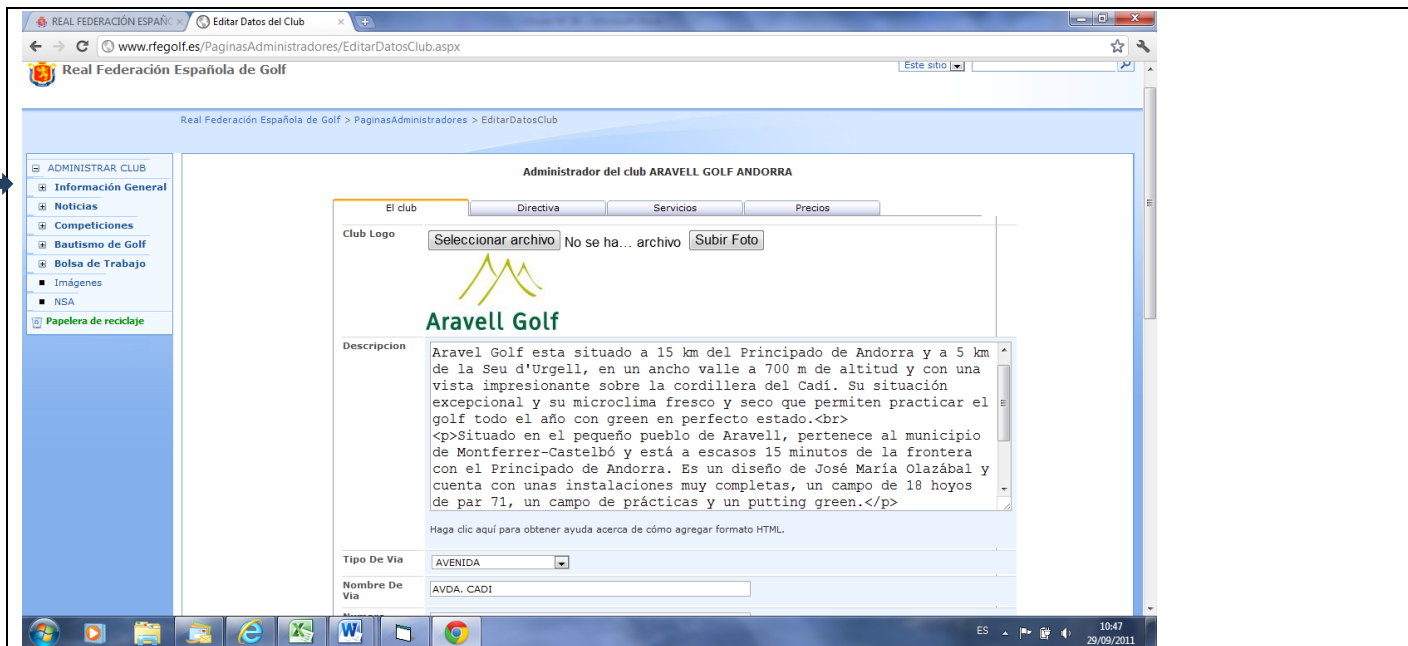 REAL FEDERACIÓN ESPAÑC
Editar Datos del Club
www.rfegolf.es/PaginasAdministradores/EditarDatosClub.aspx
Real Federación Española de Golf
Este sitio
Real Federación Española de Golf > PaginasAdministradores > EditarDatosClub
ADMINISTRAR CLUB
Información General
Noticias
Competiciones
Bautismo de Golf
Bolsa de Trabajo
Imágenes
NSA
Papelera de reciclaje
Administrador del club ARAVELL GOLF ANDORRA
El club Directiva Servicios Precios
Club Logo
Seleccionar archivo No se ha... archivo Subir Foto
Aravell Golf
Descripcion
Aravel Golf esta situado a 15 km del Principado de Andorra y a 5 km
de la Seu d'Urgell, en un ancho valle a 700 m de altitud y con una
vista impresionante sobre la cordillera del Cadí. Su situación
excepcional y su microclima fresco y seco que permiten practicar el
golf todo el año con green en perfecto estado.<br>
<p>Situado en el pequeño pueblo de Aravell, pertenece al municipio
de Montferrer-Castelbó y está a escasos 15 minutos de la frontera
con el Principado de Andorra. Es un diseño de José María Olazábal y
cuenta con unas instalaciones muy completas, un campo de 18 hoyos
de par 71, un campo de prácticas y un putting green.</p>
Haga clic aquí para obtener ayuda acerca de cómo agregar formato HTML.
Tipo De Via AVENIDA
Nombre De
Via
AVDA. CADI
ES
10:47
29/09/2011